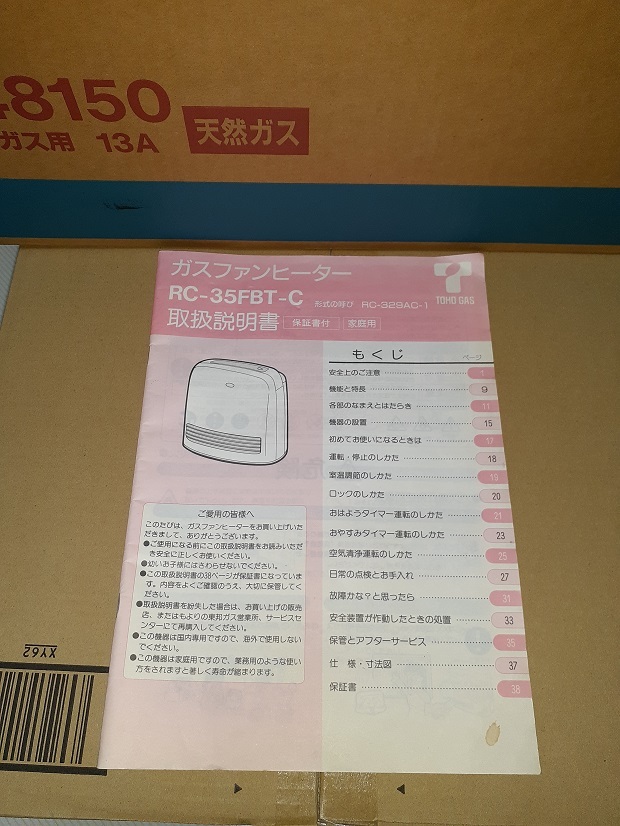 48150
ガス用 13A
天然ガス
ガスファンヒーター
RC-35FBT-C 形式の呼び RC-329AC-1
取扱説明書 保証書付 家庭用
TOHO GAS
もくじ ページ
安全上のご注意 1
機能と特長 9
各部のなまえとはたらき 11
機器の設置 15
初めてお使いになるときは 17
運転・停止のしかた 18
室温調節のしかた 19
ロックのしかた 20
おはようタイマー運転のしかた 21
おやすみタイマー運転のしかた 23
空気清浄運転のしかた 25
日常の点検とお手入れ 27
故障かな?と思ったら 31
安全装置が作動したときの処置 33
保管とアフターサービス 35
仕様・寸法図 37
保証書 38
ご愛用の皆様へ
このたびは、ガスファンヒーターをお買い上げいた
だきまして、ありがとうございます。
●ご使用になる前にこの取扱説明書をお読みいただ
き安全に正しくお使いください。
●幼いお子様にはさわらせないでください。
●この取扱説明書の38ページが保証書になっていま
す。内容をよくご確認のうえ、大切に保管してく
ださい。
●取扱説明書を紛失した場合は、お買い上げの販売
店、またはもよりの東邦ガス営業所、サービスセ
ンターにて再購入してください。
●この機器は国内専用ですので、海外で使用しない
でください。
●この機器は家庭用ですので、業務用のような使い
方をされますと著しく寿命が縮まります。
XY62